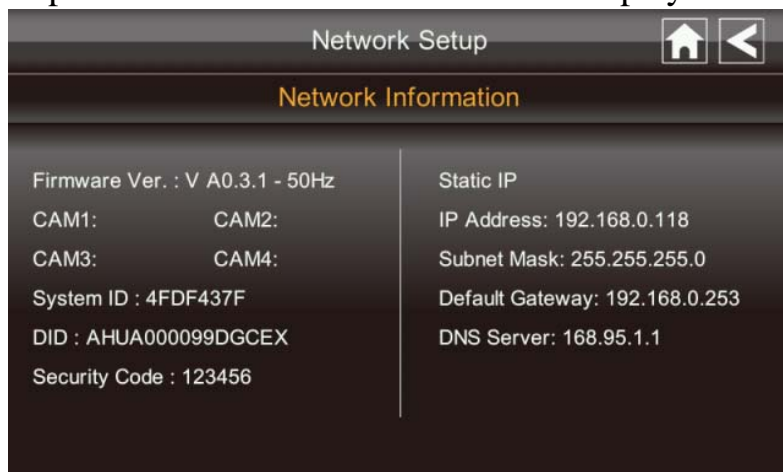 Network Setup
Network Information
Firmware Ver. : V A0.3.1 - 50Hz
CAM1: CAM2:
CAM3: CAM4:
System ID : 4FDF437F
DID : AHUA000099DGCEX
Security Code : 123456
Static IP
IP Address: 192.168.0.118
Subnet Mask: 255.255.255.0
Default Gateway: 192.168.0.253
DNS Server: 168.95.1.1